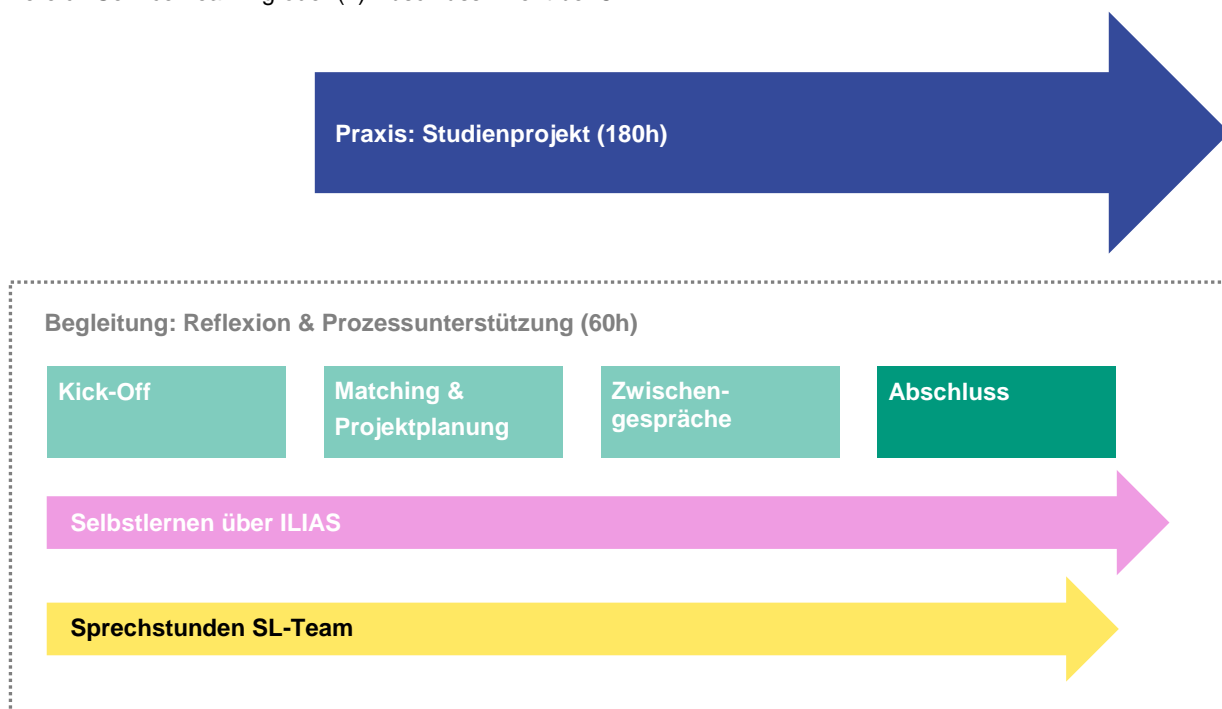 Praxis: Studienprojekt (180h)
Begleitung: Reflexion & Prozessunterstützung (60h)
Kick-Off
Matching &
Projektplanung
Zwischen-
gespräche
Abschluss
Selbstlernen über ILIAS
Sprechstunden SL-Team